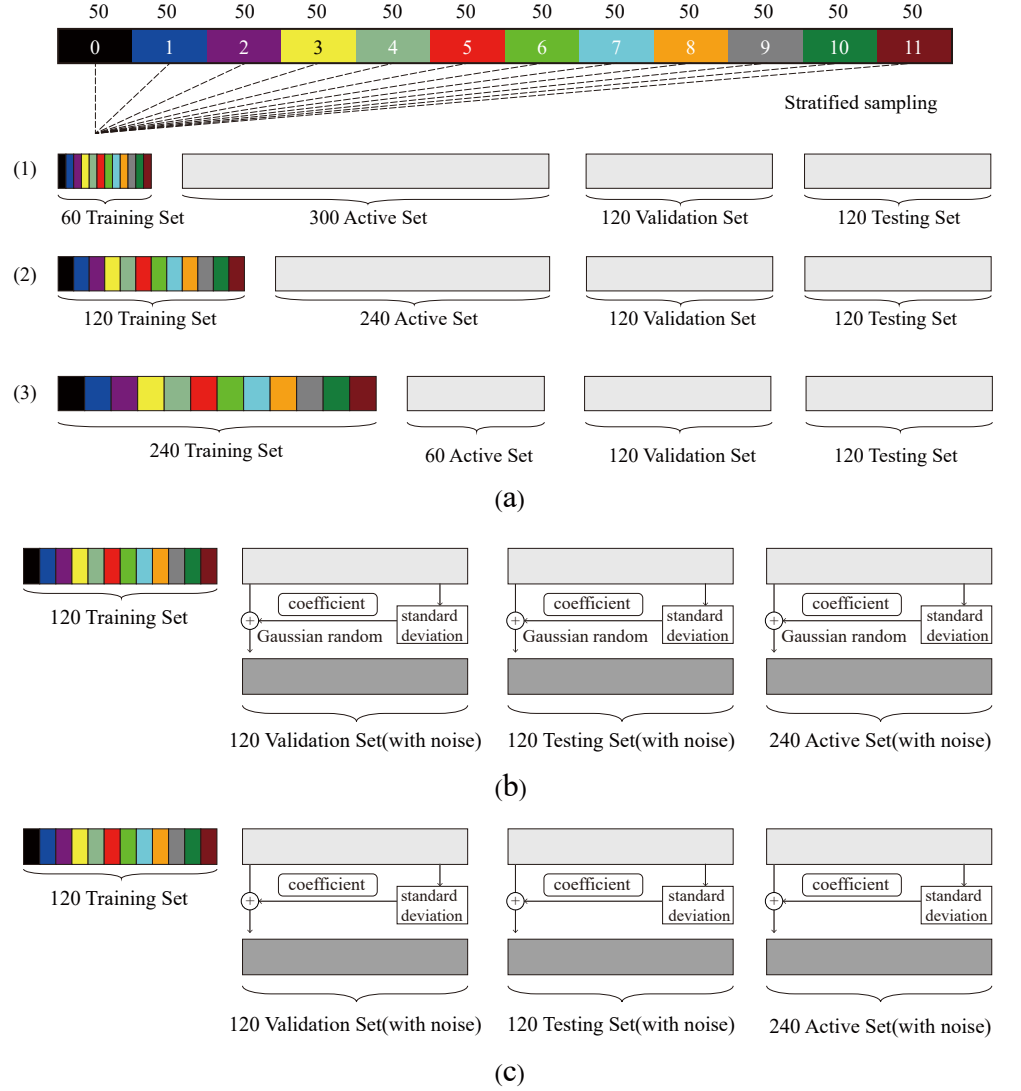 50 50 50 50 50 50 50 50 50 50 50 50
0 1 2 3 4 5 6 7 8 9 10 11
Stratified sampling
(1)
60 Training Set 300 Active Set 120 Validation Set 120 Testing Set
(2)
120 Training Set 240 Active Set 120 Validation Set 120 Testing Set
(3)
240 Training Set 60 Active Set 120 Validation Set 120 Testing Set
(a)
coefficient standard deviation coefficient standard deviation coefficient standard deviation
120 Training Set + Gaussian random + Gaussian random + Gaussian random
120 Validation Set(with noise) 120 Testing Set(with noise) 240 Active Set(with noise)
(b)
coefficient standard deviation coefficient standard deviation coefficient standard deviation
120 Training Set + + +
120 Validation Set(with noise) 120 Testing Set(with noise) 240 Active Set(with noise)
(c)